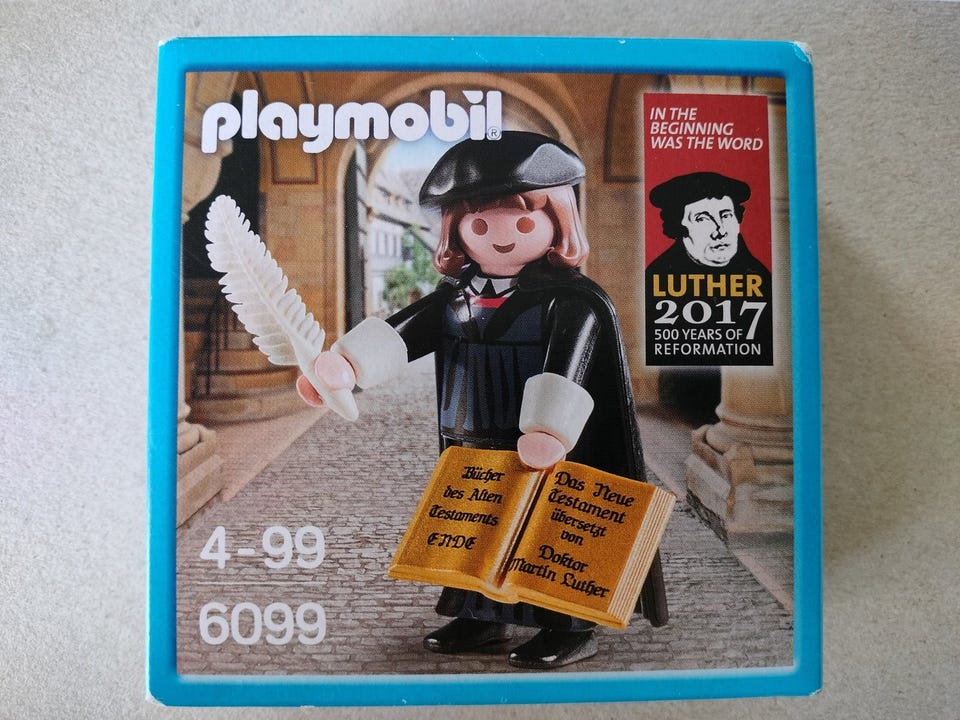 playmobil®
IN THE
BEGINNING
WAS THE WORD
LUTHER
2017
500 YEARS OF
REFORMATION
Bücher
des Alten
Testaments
ENDE
Das Neue
Testament
übersetzt
von
Doktor
Martin Luther
4-99
6099